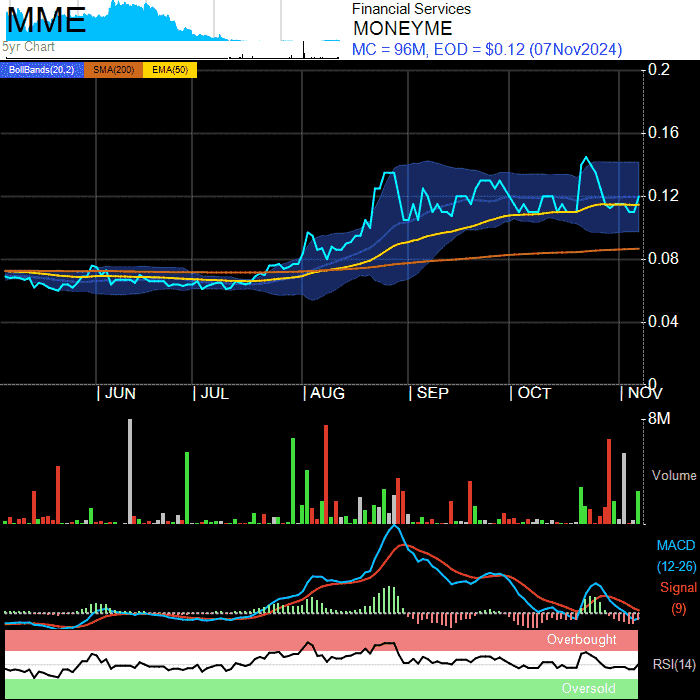 MME
5yr Chart
Financial Services
MONEYME
MC = 96M, EOD = $0.12 (07Nov2024)
BollBands(20,2) SMA(200) EMA(50)
0.2
0.16
0.12
0.08
0.04
0
JUN JUL AUG SEP OCT NOV
8M
Volume
MACD
(12-26)
Signal
(9)
Overbought
RSI(14)
Oversold